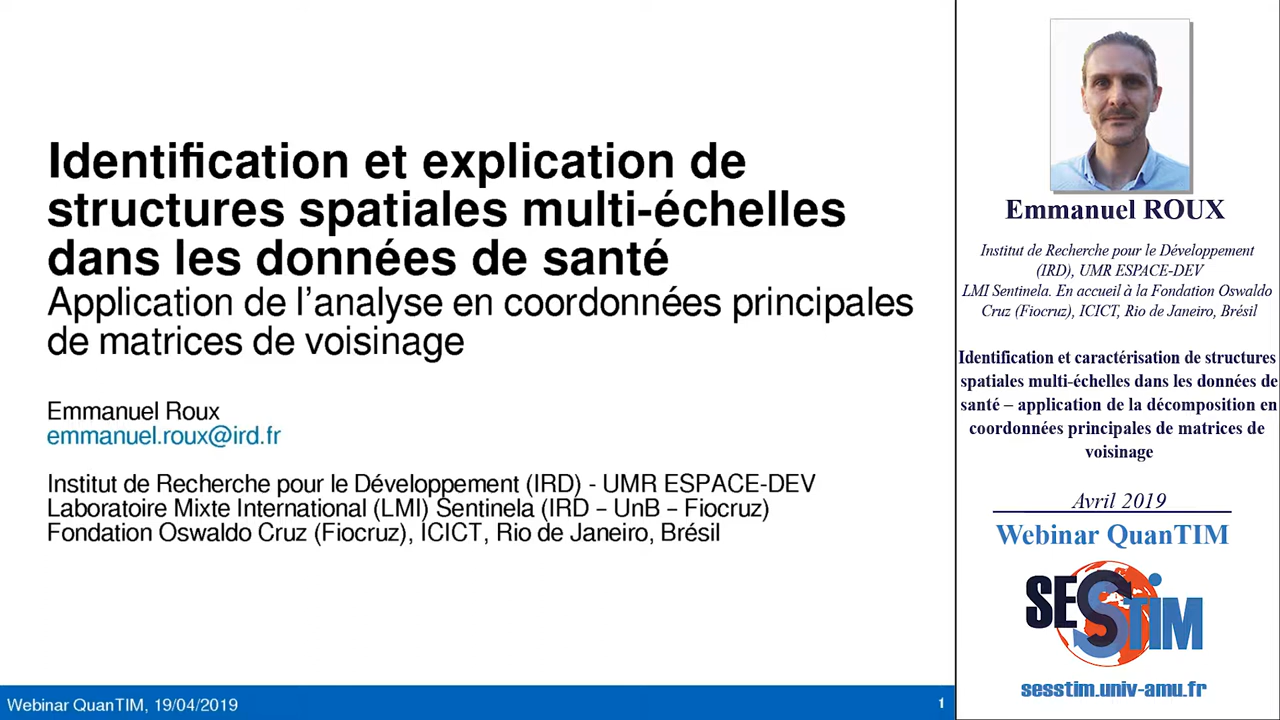 Identification et explication de
structures spatiales multi-échelles
dans les données de santé
Application de l'analyse en coordonnées principales
de matrices de voisinage
Emmanuel Roux
emmanuel.roux@ird.fr
Institut de Recherche pour le Développement (IRD) - UMR ESPACE-DEV
Laboratoire Mixte International (LMI) Sentinela (IRD – UnB – Fiocruz)
Fondation Oswaldo Cruz (Fiocruz), ICICT, Rio de Janeiro, Brésil
Webinar QuanTIM, 19/04/2019
1
Emmanuel ROUX
Institut de Recherche pour le Développement
(IRD), UMR ESPACE-DEV
LMI Sentinela. En accueil à la Fondation Oswaldo
Cruz (Fiocruz), ICICT, Rio de Janeiro, Brésil
Identification et caractérisation de structures
spatiales multi-échelles dans les données de
santé – application de la décomposition en
coordonnées principales de matrices de
voisinage
Avril 2019
Webinar QuanTIM
SESSTIM
sesstim.univ-amu.fr